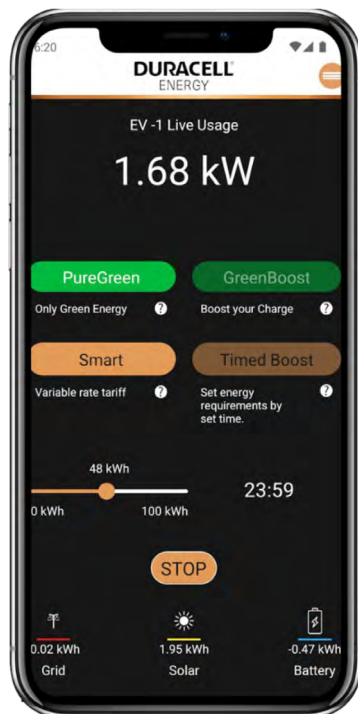 6:20
DURACELL
ENERGY
EV -1 Live Usage
1.68 kW
PureGreen
GreenBoost
Only Green Energy ?
Boost your Charge ?
Smart
Timed Boost
Variable rate tariff ?
Set energy ?
requirements by
set time.
48 kWh
23:59
0 kWh
100 kWh
STOP
0.02 kWh
1.95 kWh
-0.47 kWh
Grid
Solar
Battery